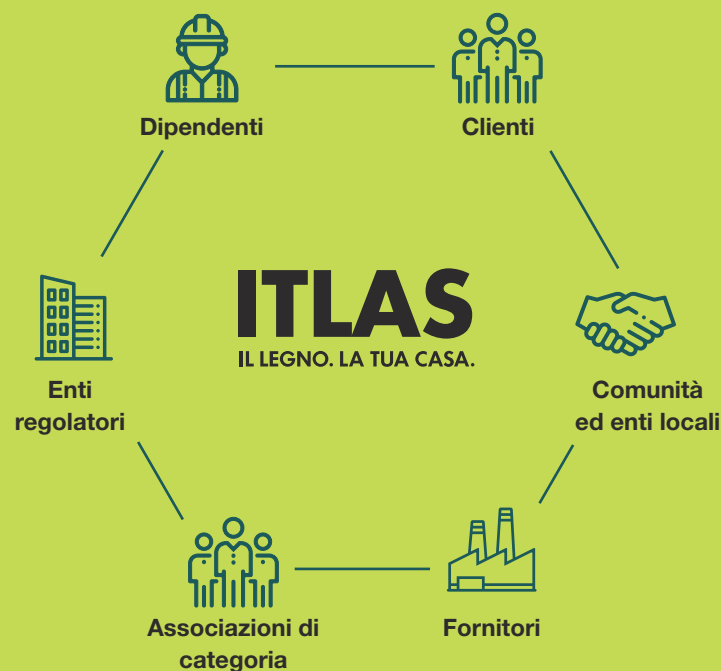 Dipendenti
Clienti
ITLAS
IL LEGNO. LA TUA CASA.
Enti
regolatori
Comunità
ed enti locali
Associazioni di
categoria
Fornitori